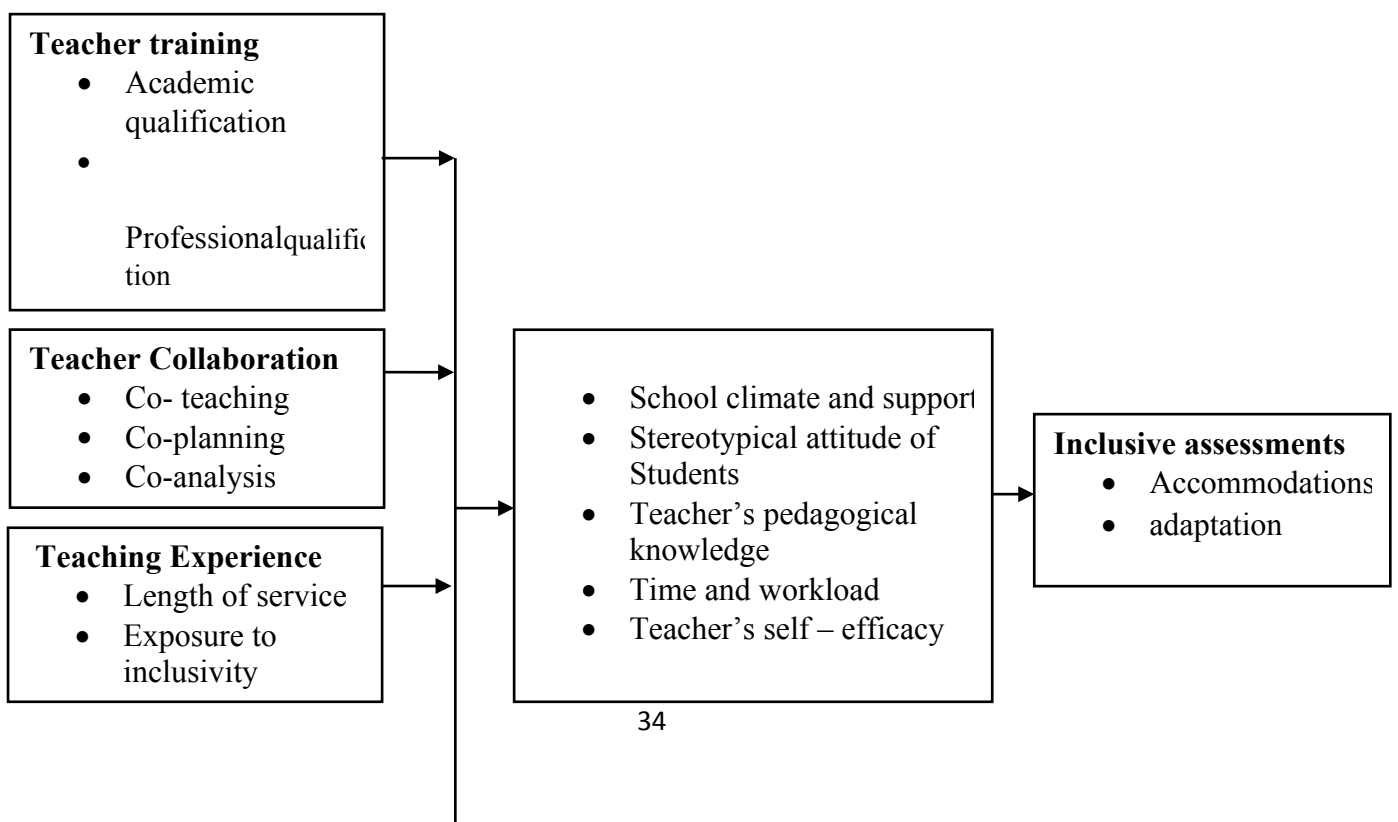 Teacher training
• Academic
qualification
•
Professionalqualific
tion
Teacher Collaboration
• Co- teaching
• Co-planning
• Co-analysis
Teaching Experience
• Length of service
• Exposure to
inclusivity
• School climate and support
• Stereotypical attitude of
Students
• Teacher’s pedagogical
knowledge
• Time and workload
• Teacher’s self – efficacy
Inclusive assessments
• Accommodations
• adaptation
34